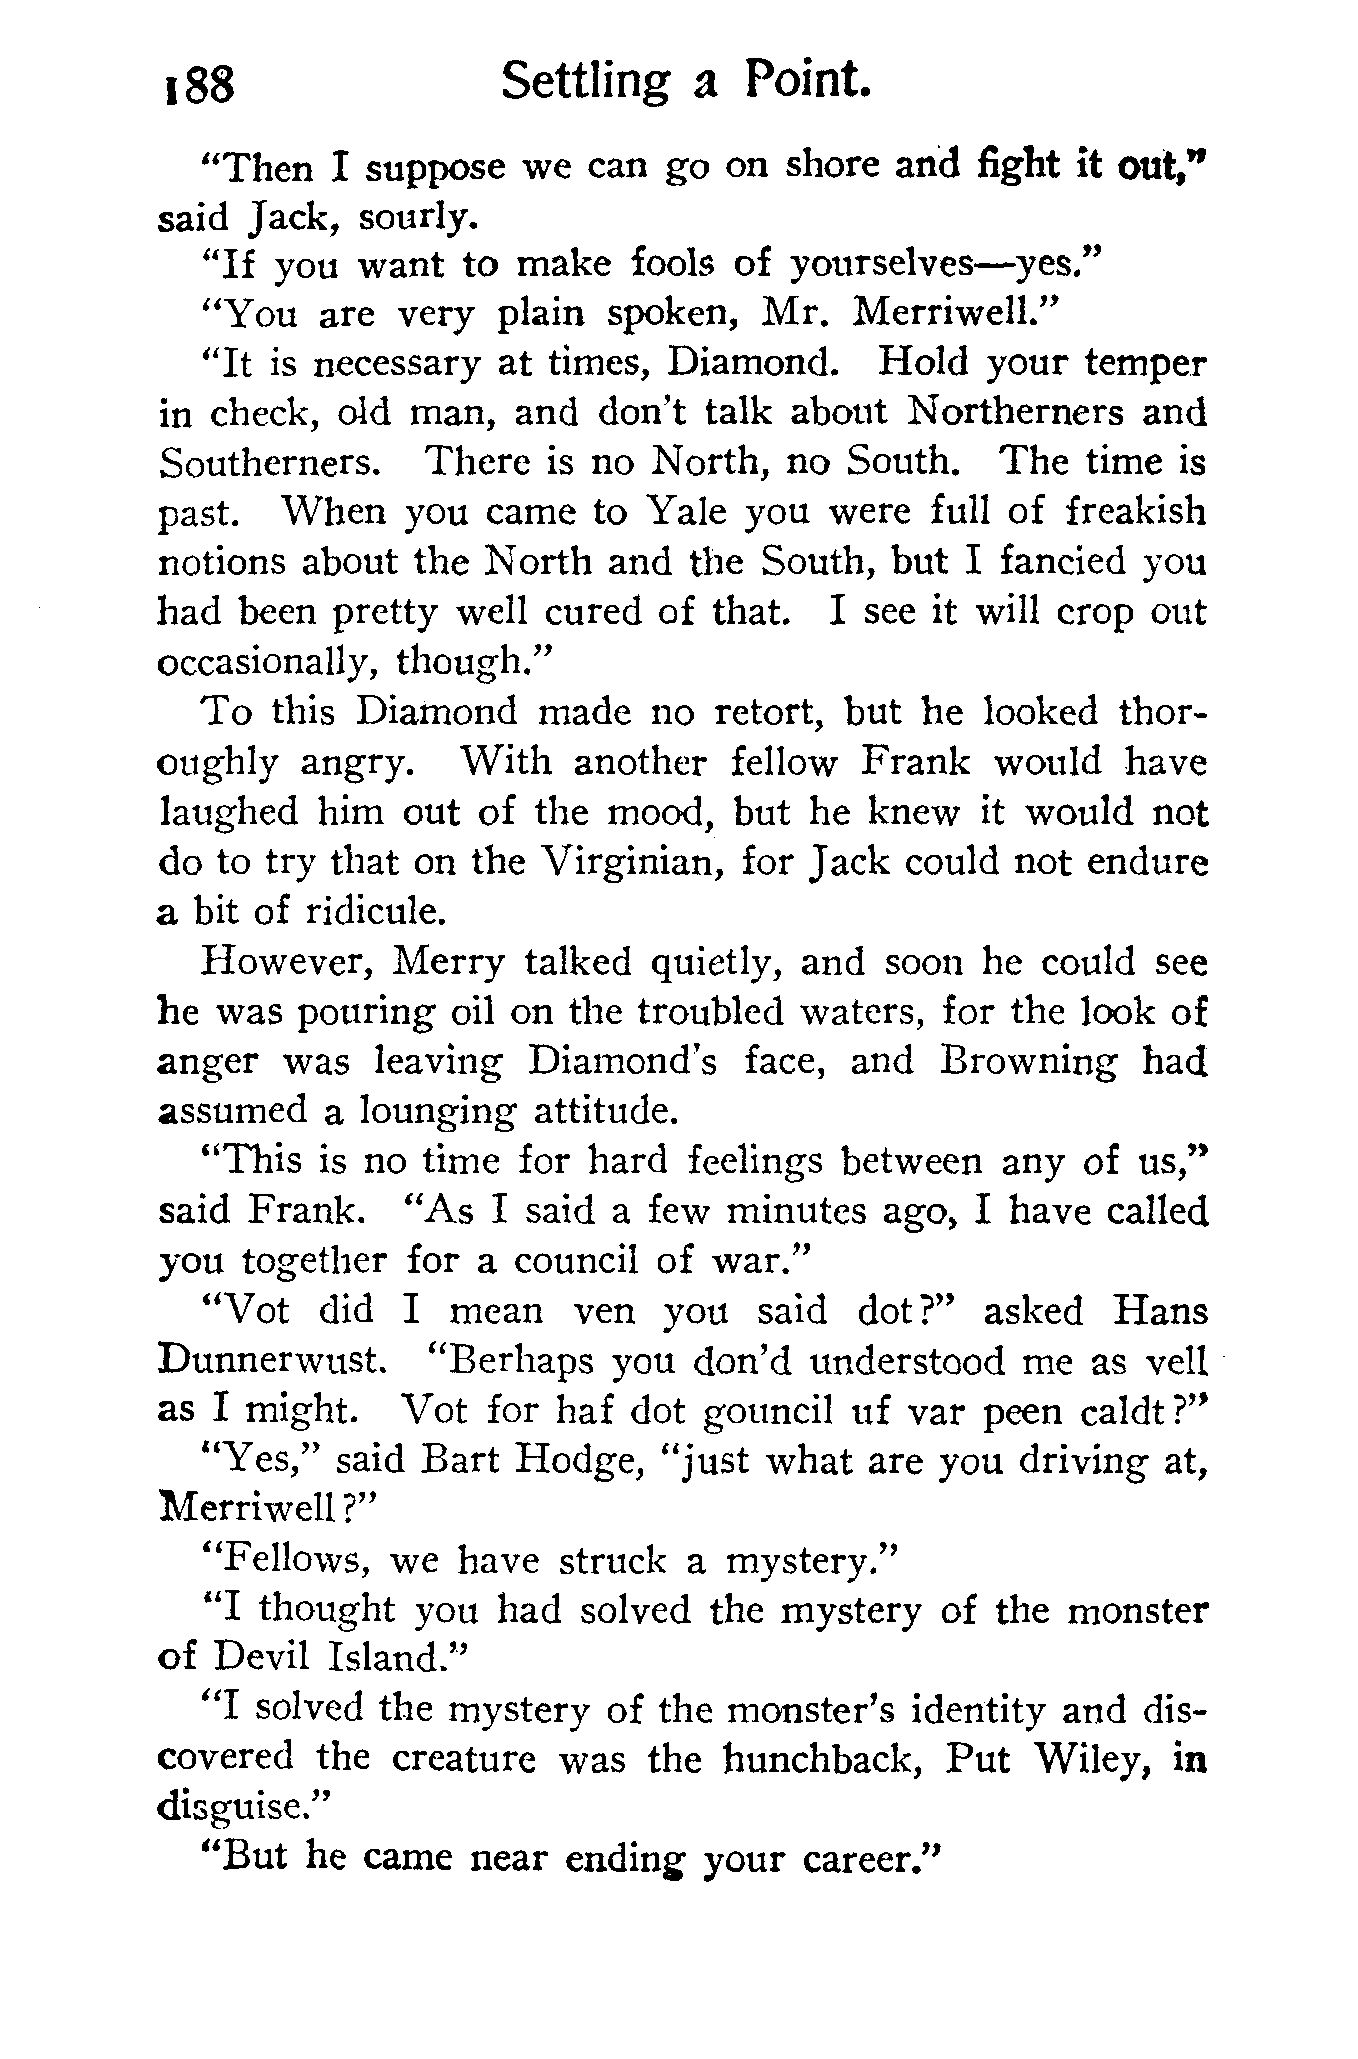 188 Settling a Point.
“Then I suppose we can go on shore and fight it out,”
said Jack, sourly.
“If you want to make fools of yourselves—yes.”
“You are very plain spoken, Mr. Merriwell.”
“It is necessary at times, Diamond. Hold your temper
in check, old man, and don’t talk about Northerners and
Southerners. There is no North, no South. The time is
past. When you came to Yale you were full of freakish
notions about the North and the South, but I fancied you
had been pretty well cured of that. I see it will crop out
occasionally, though.”
To this Diamond made no retort, but he looked thor-
oughly angry. With another fellow Frank would have
laughed him out of the mood, but he knew it would not
do to try that on the Virginian, for Jack could not endure
a bit of ridicule.
However, Merry talked quietly, and soon he could see
he was pouring oil on the troubled waters, for the look of
anger was leaving Diamond’s face, and Browning had
assumed a lounging attitude.
“This is no time for hard feelings between any of us,”
said Frank. “As I said a few minutes ago, I have called
you together for a council of war.”
“Vot did I mean ven you said dot?” asked Hans
Dunnerwust. “Berhaps you don’d understood me as vell
as I might. Vot for haf dot gouncil uf var peen caldt?”
“Yes,” said Bart Hodge, “just what are you driving at,
Merriwell?”
“Fellows, we have struck a mystery.”
“I thought you had solved the mystery of the monster
of Devil Island.”
“I solved the mystery of the monster’s identity and dis-
covered the creature was the hunchback, Put Wiley, in
disguise.”
“But he came near ending your career.”